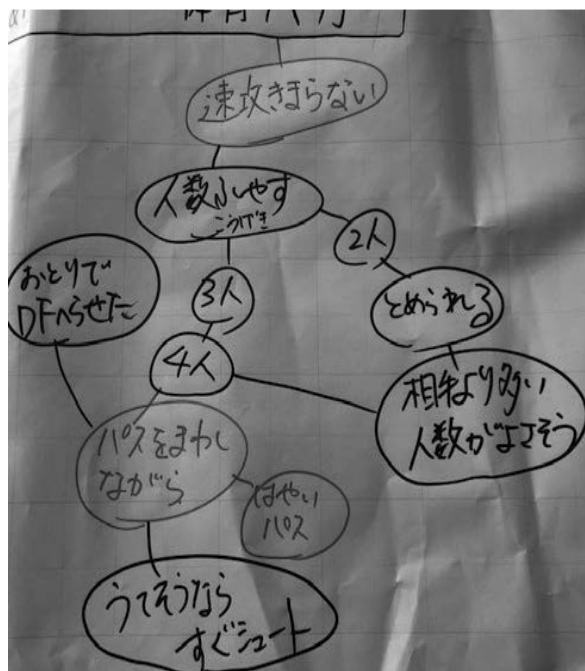 速攻きまらない
人数ふやす
こうげき
2人
おとりで
DFへらせた
3人
とめられる
4人
相手より多い
人数がよさそう
パスをまわし
ながら
はやい
パス
うてそうなら
すぐシュート